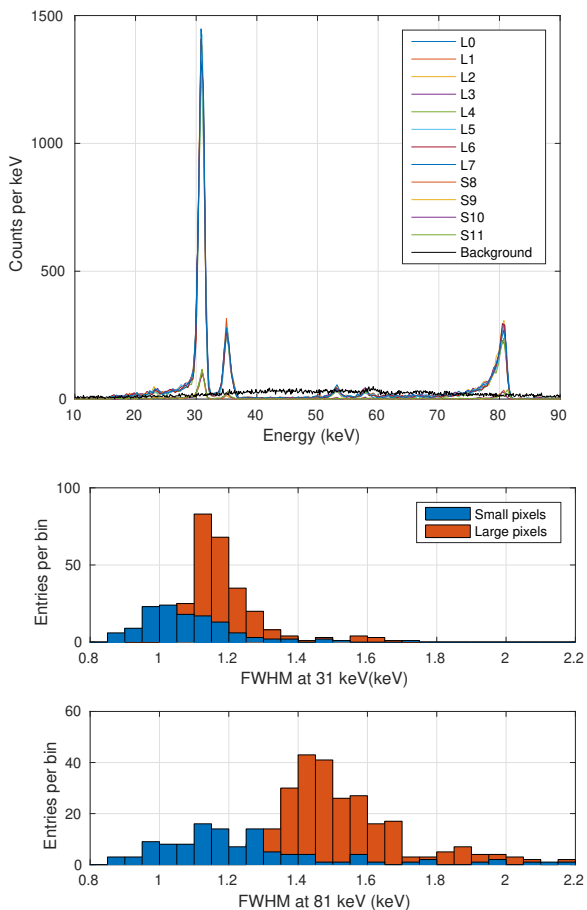 1500
1000
500
0
Counts per keV
10 20 30 40 50 60 70 80 90
Energy (keV)
L0
L1
L2
L3
L4
L5
L6
L7
S8
S9
S10
S11
Background
100
50
0
Entries per bin
0.8 1 1.2 1.4 1.6 1.8 2 2.2
FWHM at 31 keV(keV)
Small pixels
Large pixels
60
40
20
0
Entries per bin
0.8 1 1.2 1.4 1.6 1.8 2 2.2
FWHM at 81 keV (keV)